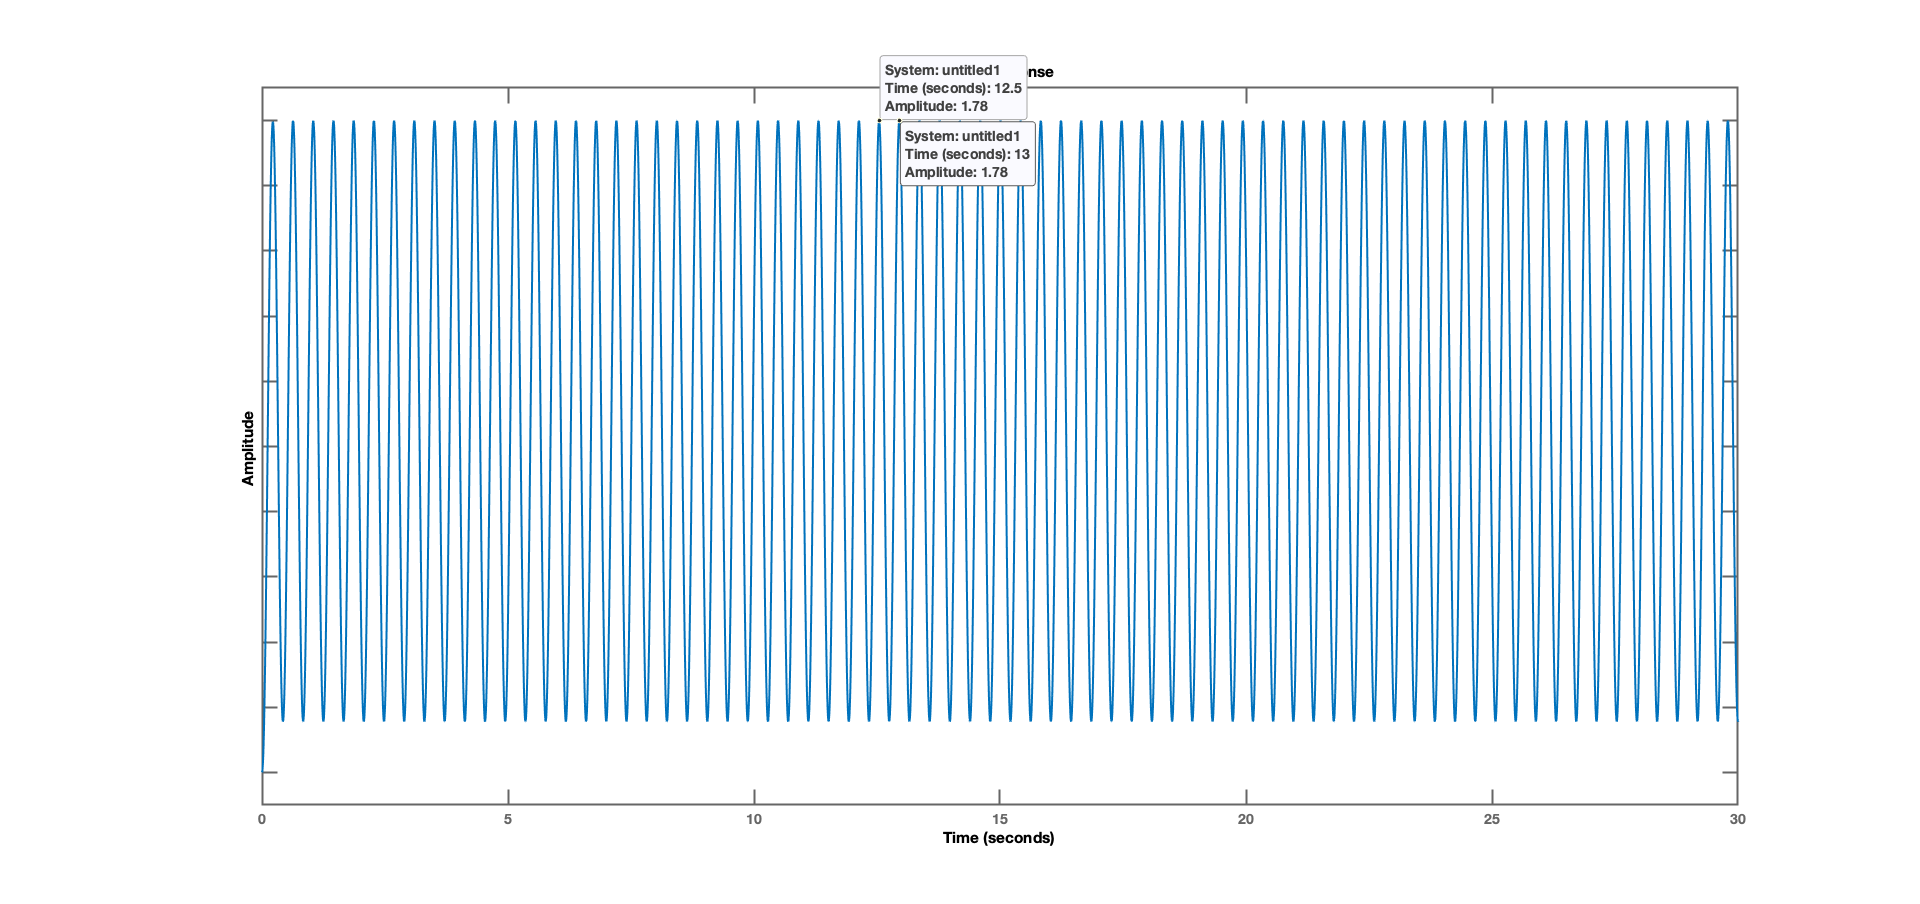 System: untitled1
Time (seconds): 12.5
Amplitude: 1.78
System: untitled1
Time (seconds): 13
Amplitude: 1.78
Amplitude
0 5 10 15 20 25 30
Time (seconds)